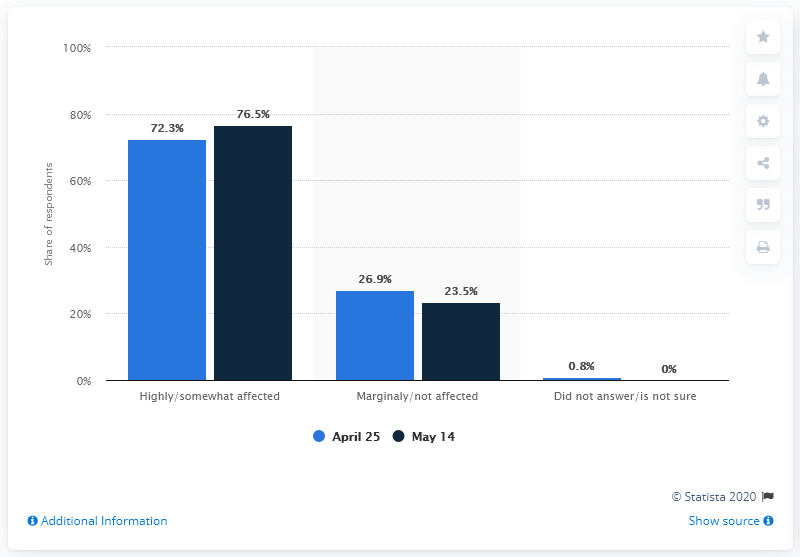 100%
80%
60%
40%
20%
0%
Share of respondents
72.3%
76.5%
26.9%
23.5%
0.8%
0%
Highly/somewhat affected
Marginaly/not affected
Did not answer/is not sure
April 25
May 14
© Statista 2020
Additional Information
Show source